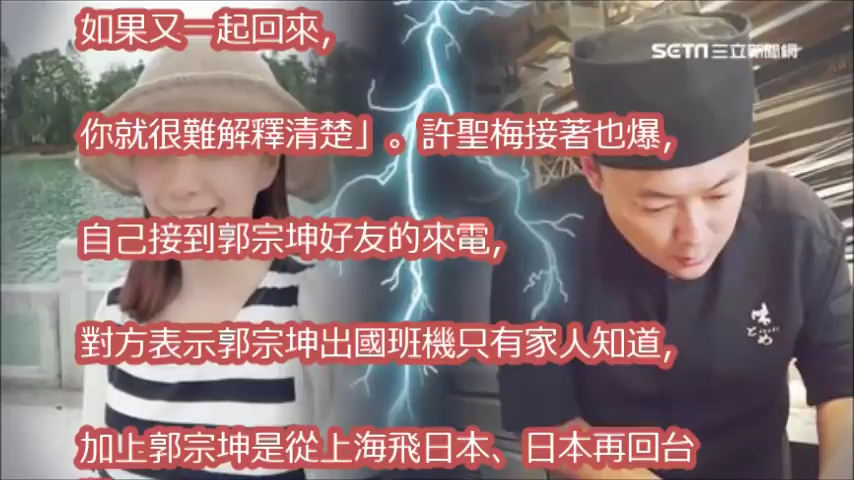 如果又一起回來,
SETN三立新聞網
你就很難解釋清楚」。許聖梅接著也爆,
自己接到郭宗坤好友的來電,
對方表示郭宗坤出國班機只有家人知道,
味
とめ
加上郭宗坤是從上海飛日本、日本再回台